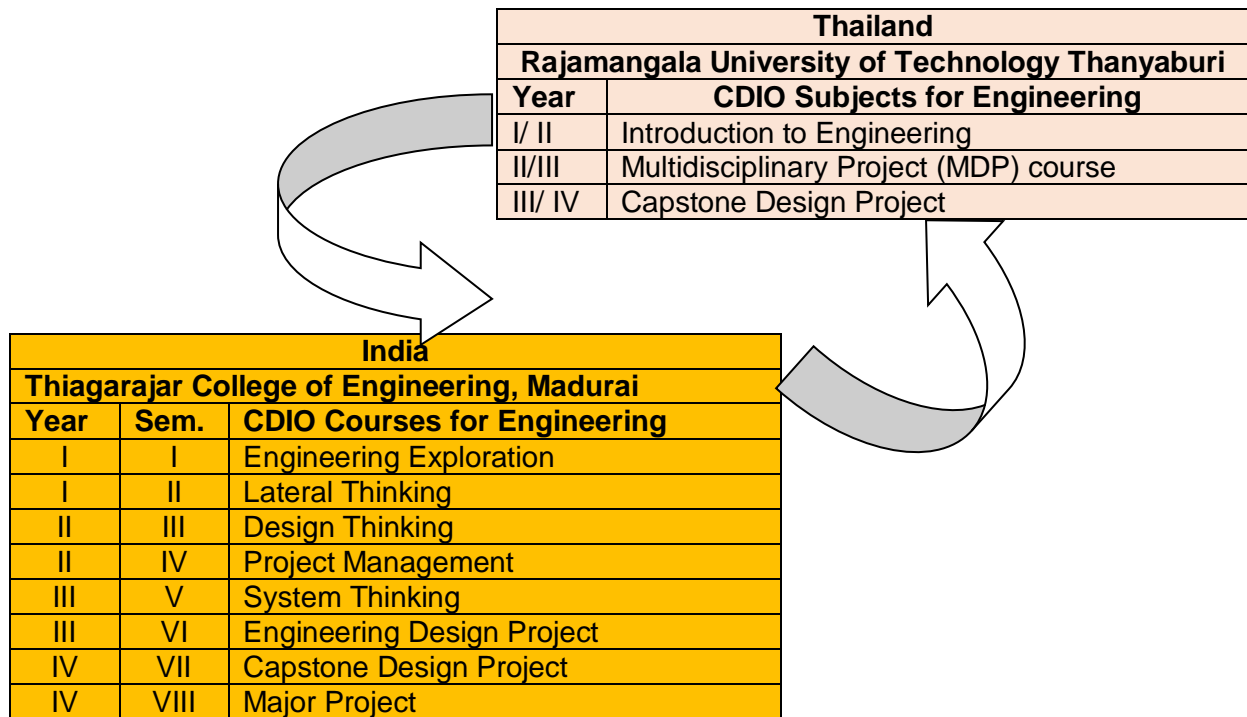 Thailand
Rajamangala University of Technology Thanyaburi
Year CDIO Subjects for Engineering
I/ II Introduction to Engineering
II/III Multidisciplinary Project (MDP) course
III/ IV Capstone Design Project
India
Thiagarajar College of Engineering, Madurai
Year Sem. CDIO Courses for Engineering
I I Engineering Exploration
I II Lateral Thinking
II III Design Thinking
II IV Project Management
III V System Thinking
III VI Engineering Design Project
IV VII Capstone Design Project
IV VIII Major Project